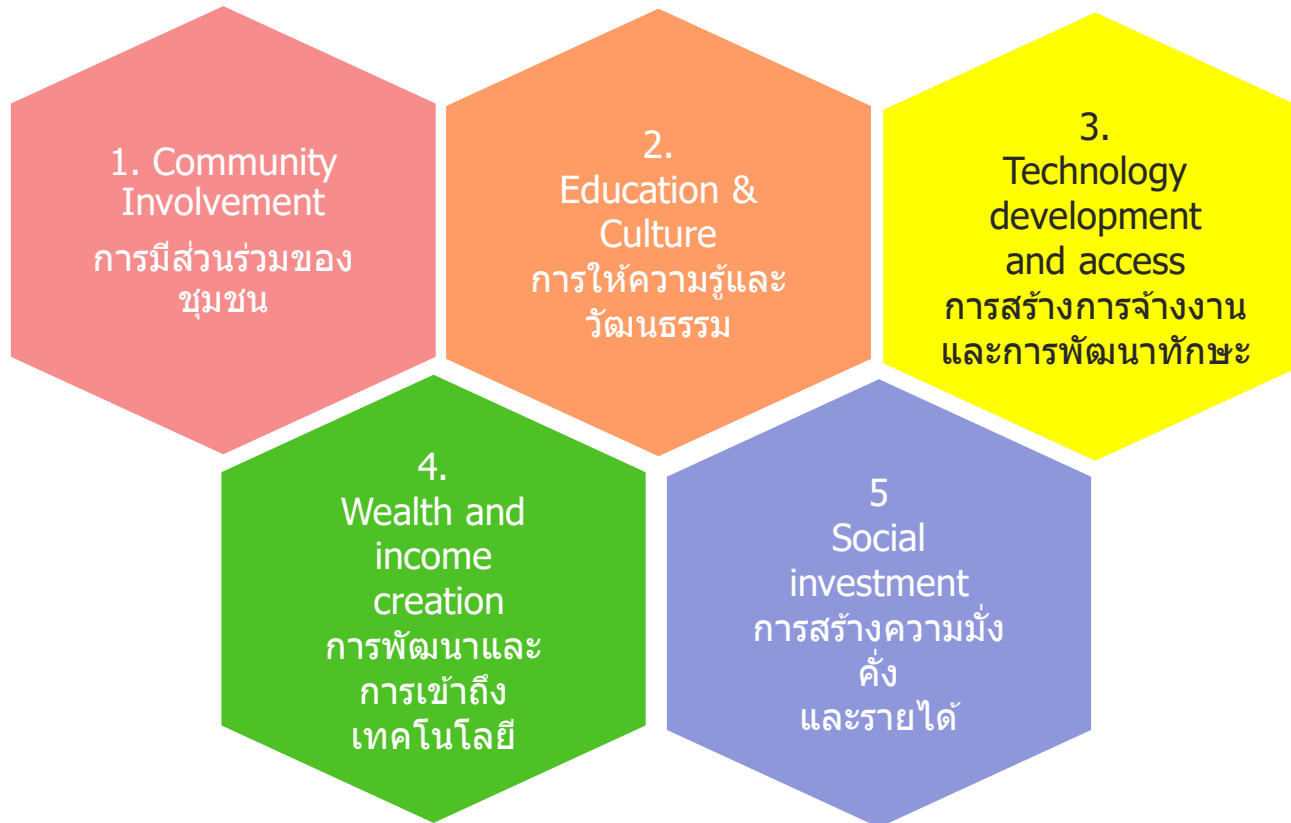 1. Community
Involvement
การมีส่วนร่วมของ
ชุมชน
2.
Education &
Culture
การให้ความรู้และ
วัฒนธรรม
3.
Technology
development
and access
การสร้างการจ้างงาน
และการพัฒนาทักษะ
4.
Wealth and
income
creation
การพัฒนาและ
การเข้าถึง
เทคโนโลยี
5
Social
investment
การสร้างความมั่ง
คั่ง
และรายได้